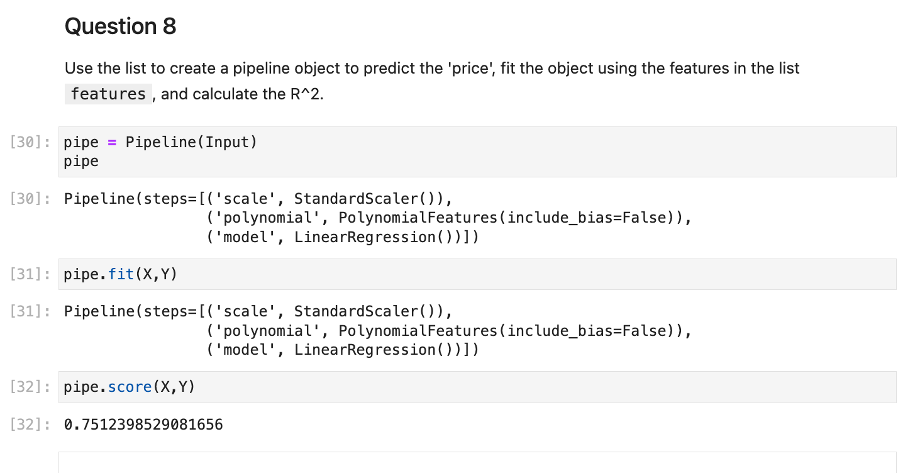 Question 8
Use the list to create a pipeline object to predict the 'price', fit the object using the features in the list
features , and calculate the R^2.
[30]: pipe = Pipeline(Input)
pipe
[30]: Pipeline(steps=[('scale', StandardScaler()),
('polynomial', PolynomialFeatures(include_bias=False)),
('model', LinearRegression())])
[31]: pipe.fit(X,Y)
[31]: Pipeline(steps=[('scale', StandardScaler()),
('polynomial', PolynomialFeatures(include_bias=False)),
('model', LinearRegression())])
[32]: pipe.score(X,Y)
[32]: 0.7512398529081656